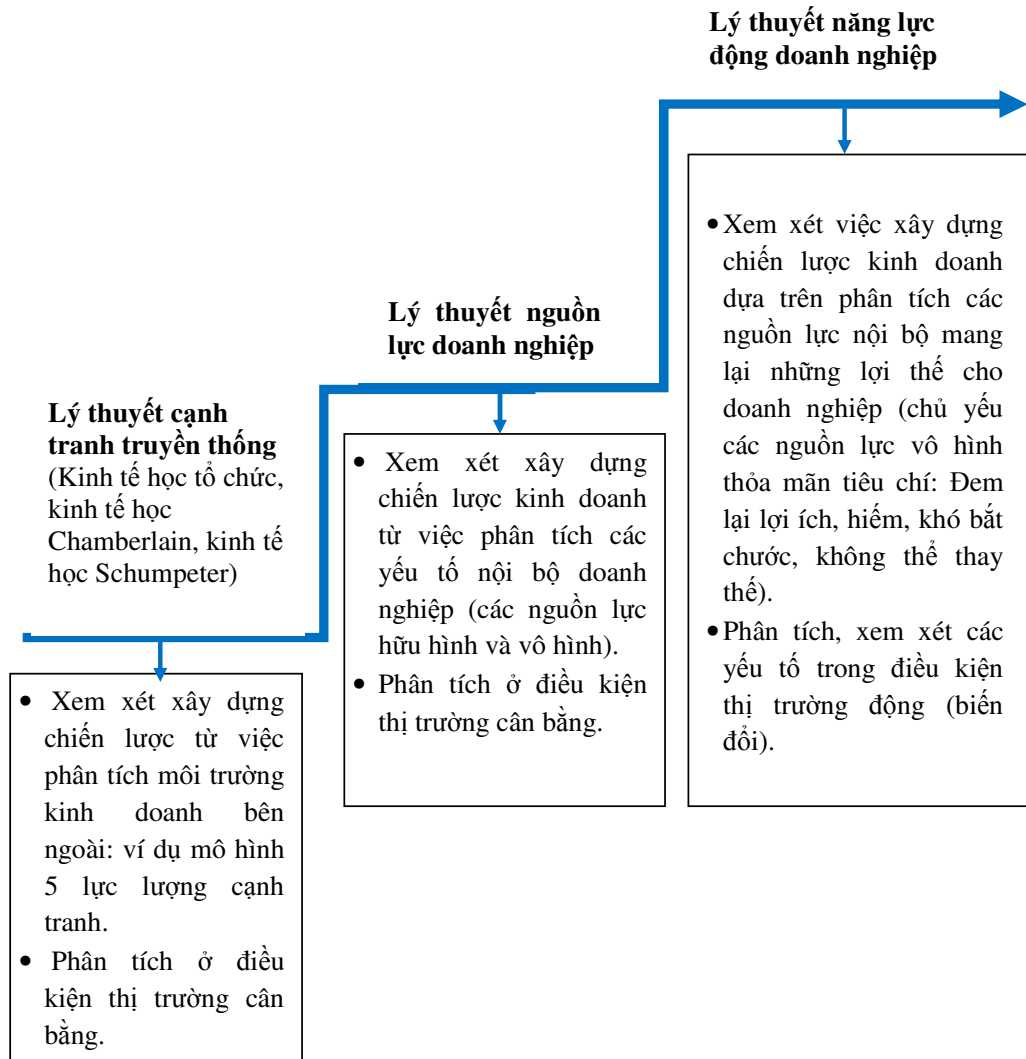 Lý thuyết năng lực
động doanh nghiệp
• Xem xét việc xây dựng
chiến lược kinh doanh
dựa trên phân tích các
nguồn lực nội bộ mang
lại những lợi thế cho
doanh nghiệp (chủ yếu
các nguồn lực vô hình
thỏa mãn tiêu chí: Đem
lại lợi ích, hiếm, khó bắt
chước, không thể thay
thế).
• Phân tích, xem xét các
yếu tố trong điều kiện
thị trường động (biến
đổi).
Lý thuyết nguồn
lực doanh nghiệp
• Xem xét xây dựng
chiến lược kinh doanh
từ việc phân tích các
yếu tố nội bộ doanh
nghiệp (các nguồn lực
hữu hình và vô hình).
• Phân tích ở điều kiện
thị trường cân bằng.
Lý thuyết cạnh
tranh truyền thống
(Kinh tế học tổ chức,
kinh tế học
Chamberlain, kinh tế
học Schumpeter)
• Xem xét xây dựng
chiến lược từ việc
phân tích môi trường
kinh doanh bên
ngoài: ví dụ mô hình
5 lực lượng cạnh
tranh.
• Phân tích ở điều
kiện thị trường cân
bằng.